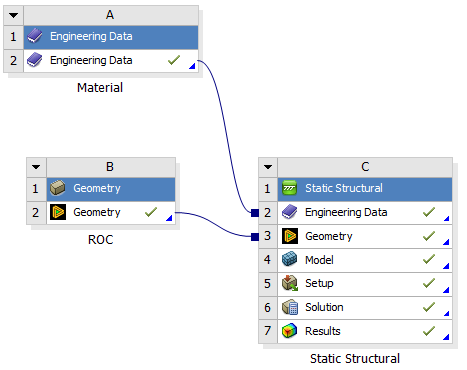 A
1 Engineering Data
2 Engineering Data
Material
B
1 Geometry
2 Geometry
ROC
C
1 Static Structural
2 Engineering Data
3 Geometry
4 Model
5 Setup
6 Solution
7 Results
Static Structural